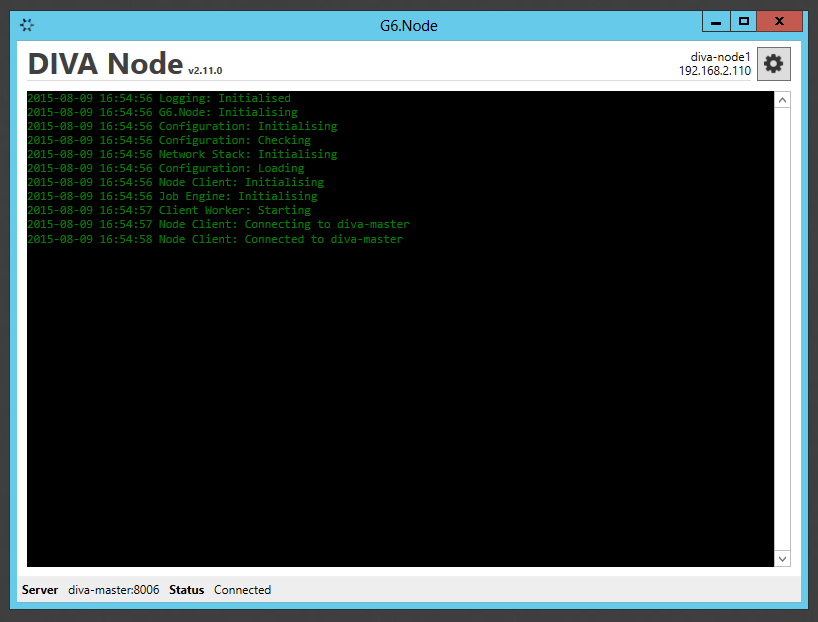 G6.Node
DIVA Node v2.11.0
diva-node1
192.168.2.110
2015-08-09 16:54:56 Logging: Initialised
2015-08-09 16:54:56 G6.Node: Initialising
2015-08-09 16:54:56 Configuration: Initialising
2015-08-09 16:54:56 Configuration: Checking
2015-08-09 16:54:56 Network Stack: Initialising
2015-08-09 16:54:56 Configuration: Loading
2015-08-09 16:54:56 Node Client: Initialising
2015-08-09 16:54:56 Job Engine: Initialising
2015-08-09 16:54:57 Client Worker: Starting
2015-08-09 16:54:57 Node Client: Connecting to diva-master
2015-08-09 16:54:58 Node Client: Connected to diva-master
Server diva-master:8006 Status Connected